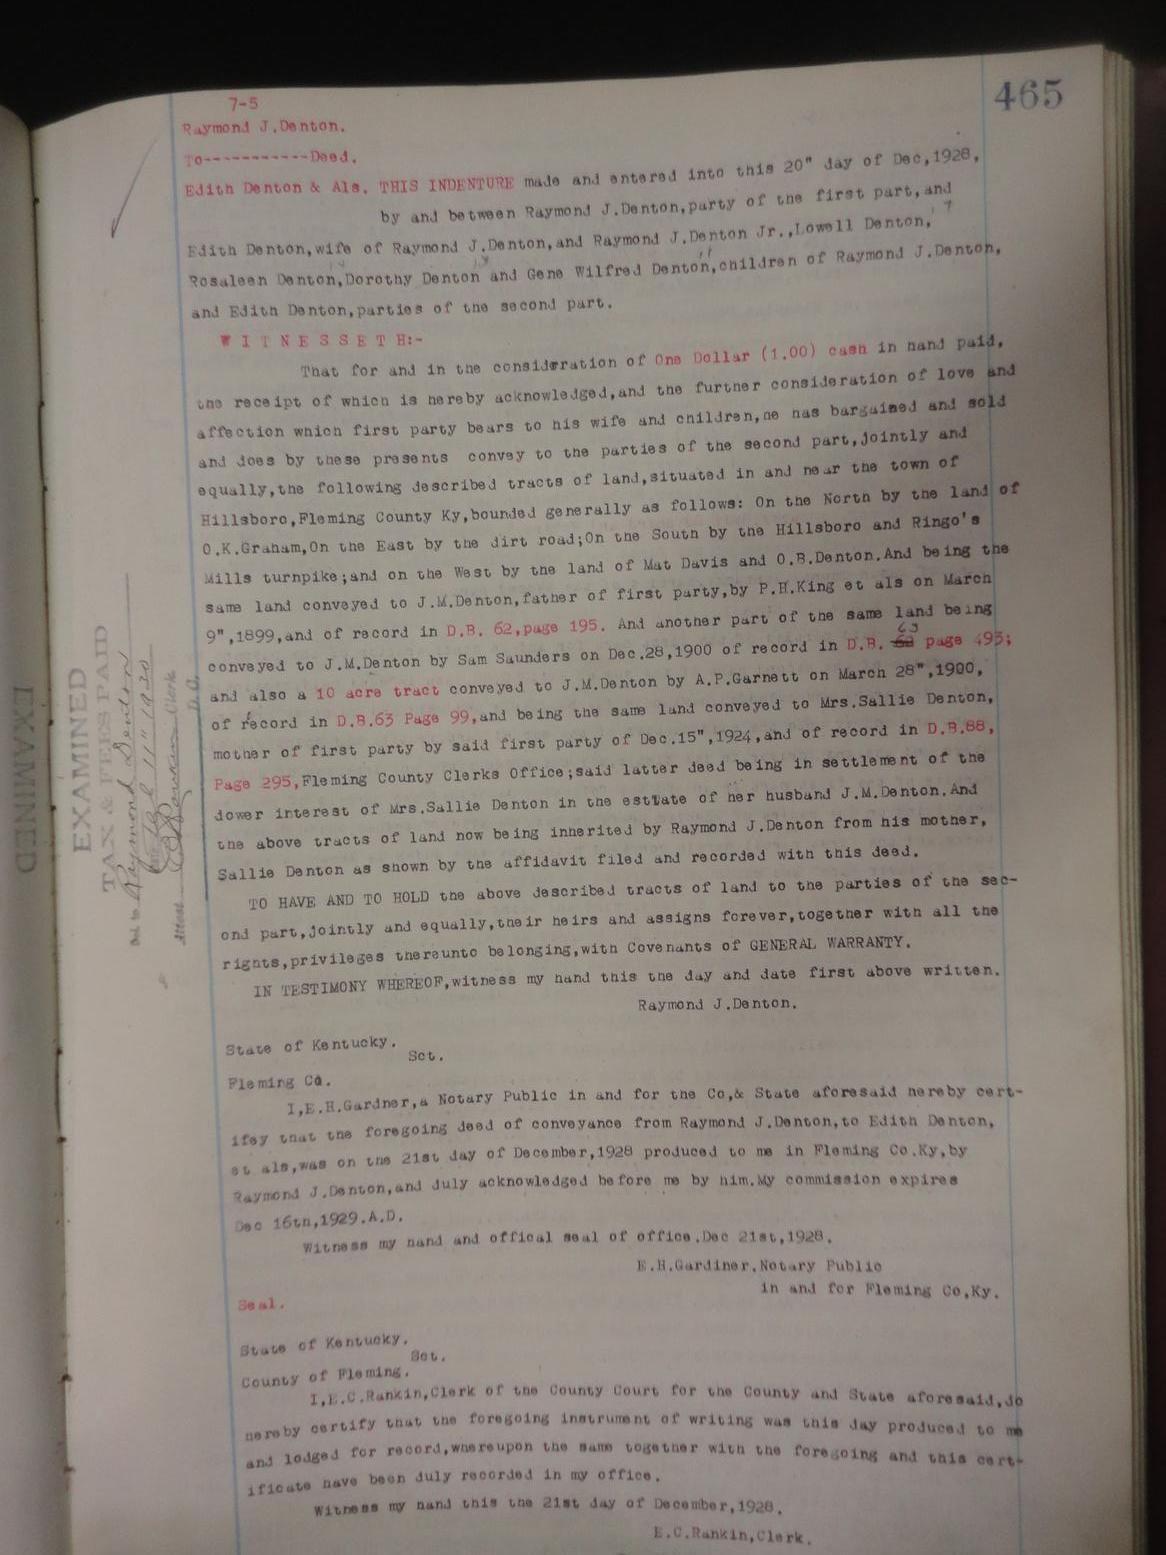 465
7-5
Raymond J.Denton.
To-----------Deed.
Edith Denton & Als. THIS INDENTURE made and entered into this 20" day of Dec,1928,
by and between Raymond J.Denton,party of the first part,and
Edith Denton,wife of Raymond J.Denton,and Raymond J.Denton Jr.,Lowell Denton,
Rosaleen Denton,Dorothy Denton and Gene Wilfred Denton,children of Raymond J.Denton,
and Edith Denton,parties of the second part.
W I T N E S S E T H:-
That for and in the consideration of One Dollar (1.00) cash in hand paid,
the receipt of which is hereby acknowledged,and the further consideration of love and
affection which first party bears to his wife and children,he has bargained and sold
and does by these presents convey to the parties of the second part,jointly and
equally,the following described tracts of land,situated in and near the town of
Hillsboro,Fleming County Ky,bounded generally as follows: On the North by the land of
O.K.Graham,On the East by the dirt road;On the South by the Hillsboro and Ringo's
Mills turnpike;and on the West by the land of Mat Davis and O.B.Denton.And being the
same land conveyed to J.M.Denton,father of first party,by P.H.King et als on March
9",1899,and of record in D.B. 62,page 195. And another part of the same land being
63
conveyed to J.M.Denton by Sam Saunders on Dec.28,1900 of record in D.B. 62 page 493;
and also a 10 acre tract conveyed to J.M.Denton by A.P.Garnett on March 28",1900,
of record in D.B.63 Page 99,and being the same land conveyed to Mrs.Sallie Denton,
mother of first party by said first party of Dec.15",1924,and of record in D.B.88,
Page 295,Fleming County Clerks Office;said latter deed being in settlement of the
dower interest of Mrs.Sallie Denton in the esttate of her husband J.M.Denton.And
the above tracts of land now being inherited by Raymond J.Denton from his mother,
Sallie Denton as shown by the affidavit filed and recorded with this deed.
TO HAVE AND TO HOLD the above described tracts of land to the parties of the sec-
ond part,jointly and equally,their heirs and assigns forever,together with all the
rights,privileges thereunto belonging,with Covenants of GENERAL WARRANTY.
IN TESTIMONY WHEREOF,witness my hand this the day and date first above written.
Raymond J.Denton.
State of Kentucky.
Sct.
Fleming Co.
I,E.H.Gardner,a Notary Public in and for the Co,& State aforesaid hereby cert-
ifey that the foregoing deed of conveyance from Raymond J.Denton,to Edith Denton,
et als,was on the 21st day of December,1928 produced to me in Fleming Co.Ky,by
Raymond J.Denton,and duly acknowledged before me by him.My commission expires
Dec 16th,1929.A.D.
Witness my hand and offical seal of office.Dec 21st,1928.
E.H.Gardiner,Notary Public
in and for Fleming Co,Ky.
Seal.
State of Kentucky.
Sct.
County of Fleming.
I,E.C.Rankin,Clerk of the County Court for the County and State aforesaid,do
hereby certify that the foregoing instrument of writing was this day produced to me
and lodged for record,whereupon the same together with the foregoing and this cert-
ificate have been duly recorded in my office.
Witness my hand this the 21st day of December,1928.
E.C.Rankin,Clerk.
EXAMINED
EXAMINED
TAX & FEES PAID
Raymond Denton
11" 1930
Attest
Clerk
D.C.